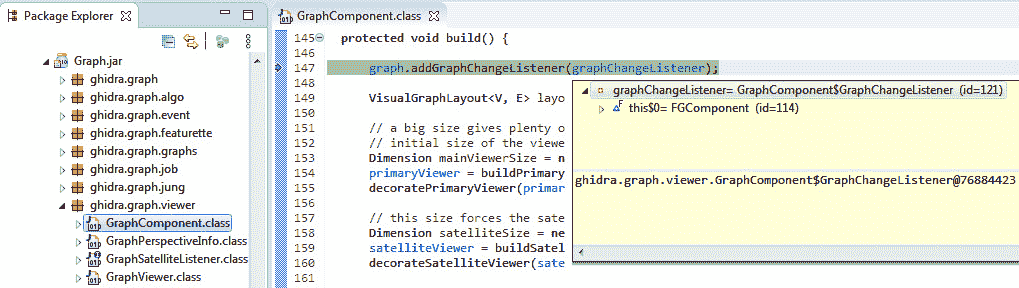 Package Explorer
Graph.jar
ghidra.graph
ghidra.graph.algo
ghidra.graph.event
ghidra.graph.featurette
ghidra.graph.graphs
ghidra.graph.job
ghidra.graph.jung
ghidra.graph.viewer
GraphComponent.class
GraphPerspectiveInfo.class
GraphSatelliteListener.class
GraphViewer.class
GraphComponent.class
145 protected void build() {
146
147 graph.addGraphChangeListener(graphChangeListener);
148
149 VisualGraphLayout<V, E> layo
150
151 // a big size gives plenty o
152 // initial size of the viewe
153 Dimension mainViewerSize = n
154 primaryViewer = buildPrimary
155 decoratePrimaryViewer(primar
156
157 // this size forces the sate
158 Dimension satelliteSize = ne
159 satelliteViewer = buildSatel
160 decorateSatelliteViewer(sate
161
graphChangeListener= GraphComponent$GraphChangeListener (id=121)
F this$0= FGComponent (id=114)
ghidra.graph.viewer.GraphComponent$GraphChangeListener@76884423